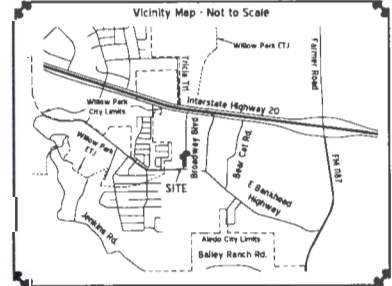 Vicinity Map - Not to Scale
Willow Park ETJ
Tricia Trl
Farmer Road
Willow Park
City Limits
Interstate Highway 20
Willow Park
ETJ
Broadway Blvd
Bear Cat Rd.
FM 1187
SITE
E Bankhead
Highway
Jenkins Rd.
Aledo City Limits
Bailey Ranch Rd.